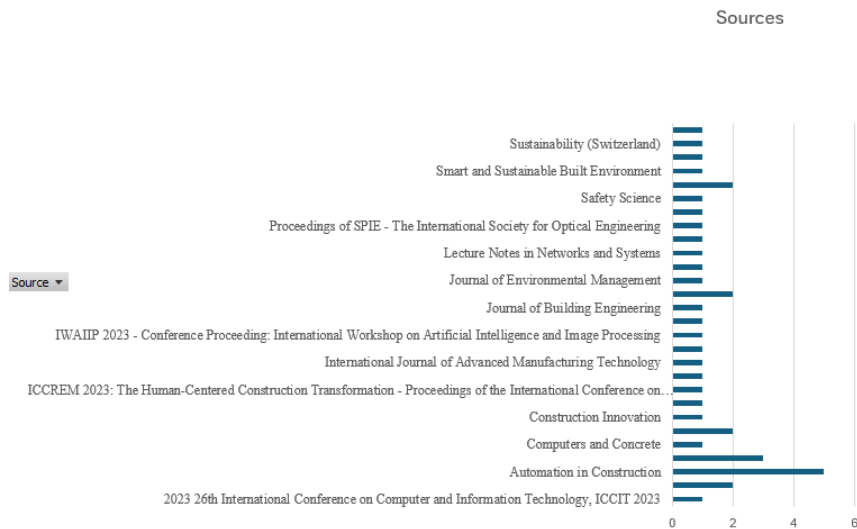 Sources
Sustainability (Switzerland)
Smart and Sustainable Built Environment
Safety Science
Proceedings of SPIE - The International Society for Optical Engineering
Lecture Notes in Networks and Systems
Source
Journal of Environmental Management
Journal of Building Engineering
IWAIIP 2023 - Conference Proceeding: International Workshop on Artificial Intelligence and Image Processing
International Journal of Advanced Manufacturing Technology
ICCREM 2023: The Human-Centered Construction Transformation - Proceedings of the International Conference on…
Construction Innovation
Computers and Concrete
Automation in Construction
2023 26th International Conference on Computer and Information Technology, ICCIT 2023
0 2 4 6